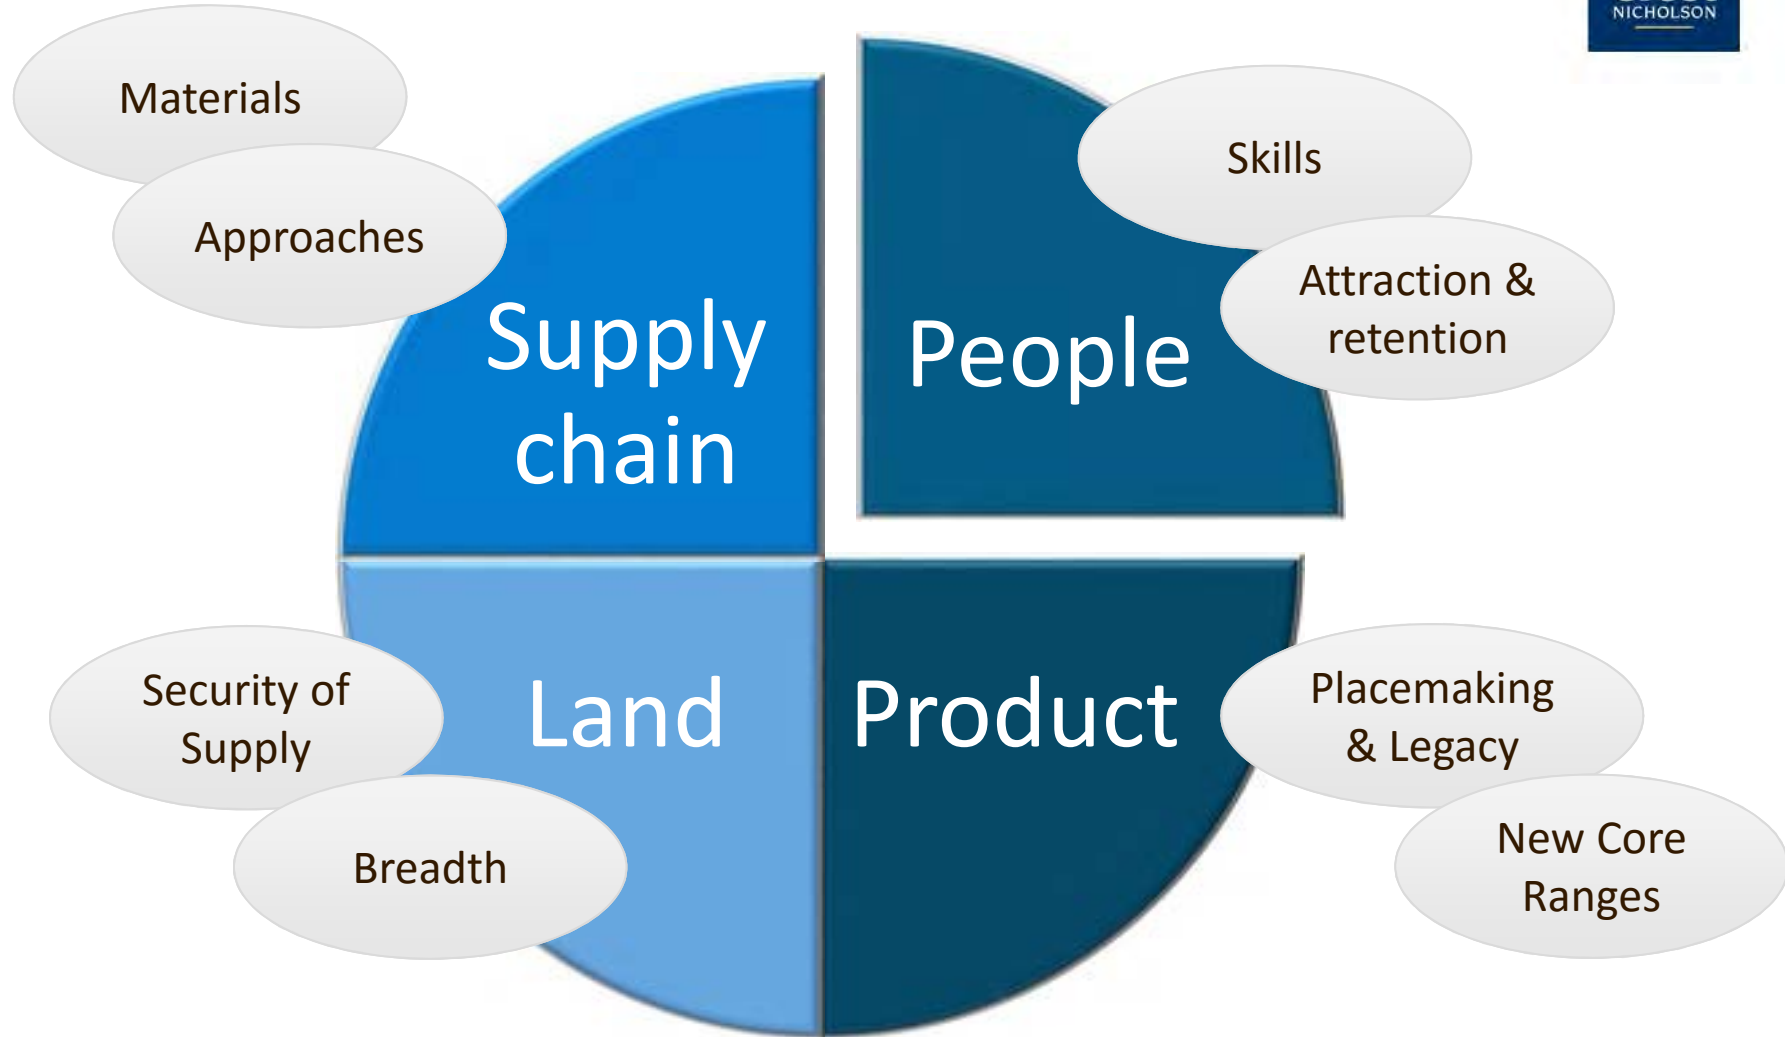 NICHOLSON
Materials
Approaches
Supply
chain
Skills
Attraction &
retention
People
Security of
Supply
Breadth
Land
Product
Placemaking
& Legacy
New Core
Ranges